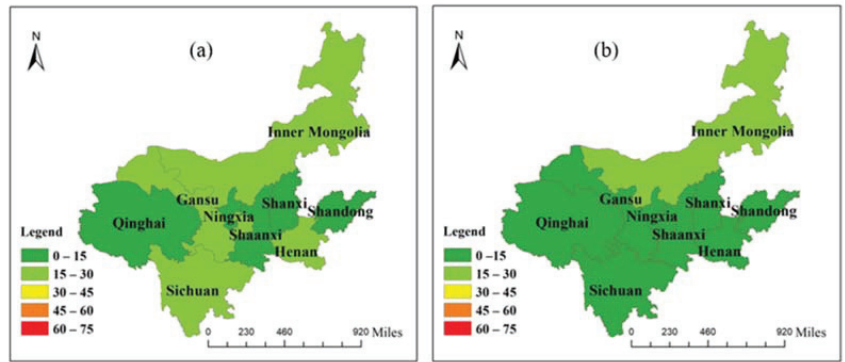 N
(a)
Inner Mongolia
Gansu
Shanxi
Qinghai
Ningxia
Shandong
Shaanxi
Henan
Sichuan
Legend
0 – 15
15 – 30
30 – 45
45 – 60
60 – 75
0 230 460 920 Miles
N
(b)
Inner Mongolia
Gansu
Shanxi
Qinghai
Ningxia
Shandong
Shaanxi
Henan
Sichuan
Legend
0 – 15
15 – 30
30 – 45
45 – 60
60 – 75
0 230 460 920 Miles